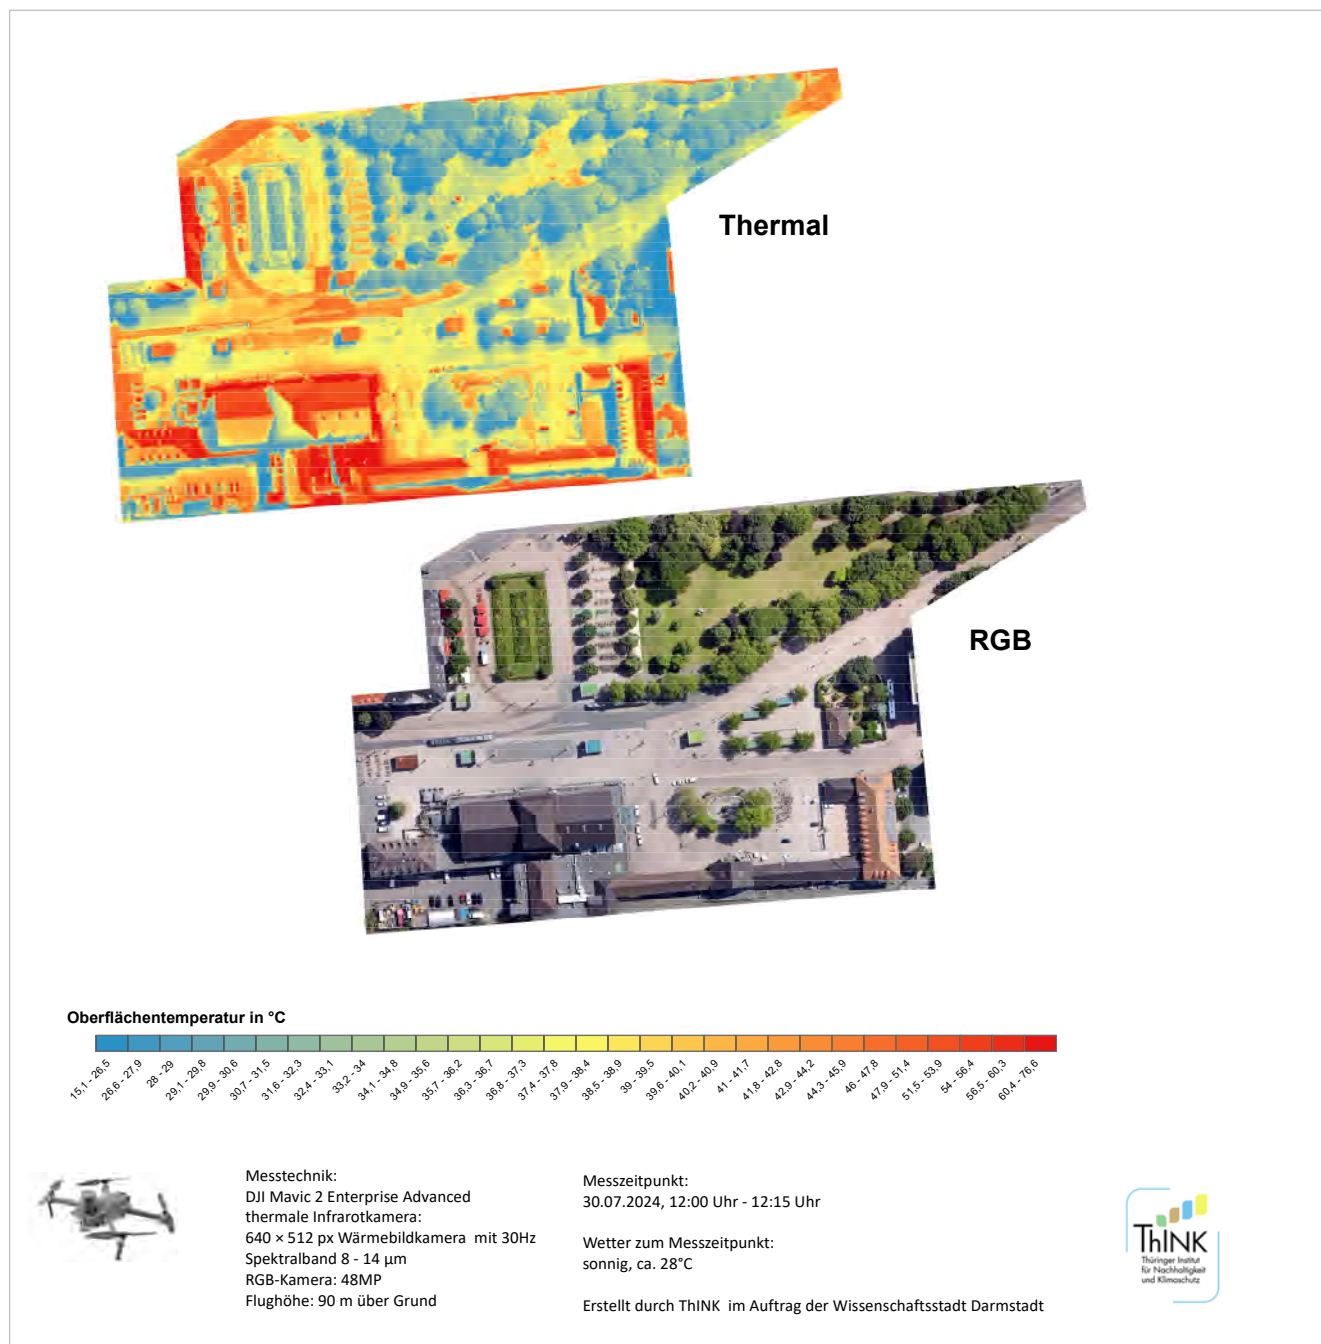 Thermal
RGB
Oberflächentemperatur in °C
15,1 - 26,5
26,6 - 27,9
28 - 29
29,1 - 29,8
29,9 - 30,6
30,7 - 31,5
31,6 - 32,3
32,4 - 33,1
33,2 - 34
34,1 - 34,8
34,9 - 35,6
35,7 - 36,2
36,3 - 36,7
36,8 - 37,3
37,4 - 37,8
37,9 - 38,4
38,5 - 38,9
39 - 39,5
39,6 - 40,1
40,2 - 40,9
41 - 41,7
41,8 - 42,8
42,9 - 44,2
44,3 - 45,9
46 - 47,8
47,9 - 51,4
51,5 - 53,9
54 - 56,4
56,5 - 60,3
60,4 - 76,6
Messtechnik:
DJI Mavic 2 Enterprise Advanced
thermale Infrarotkamera:
640 × 512 px Wärmebildkamera mit 30Hz
Spektralband 8 - 14 µm
RGB-Kamera: 48MP
Flughöhe: 90 m über Grund
Messzeitpunkt:
30.07.2024, 12:00 Uhr - 12:15 Uhr
Wetter zum Messzeitpunkt:
sonnig, ca. 28°C
Erstellt durch ThINK im Auftrag der Wissenschaftsstadt Darmstadt
ThINK
Thüringer Institut
für Nachhaltigkeit
und Klimaschutz